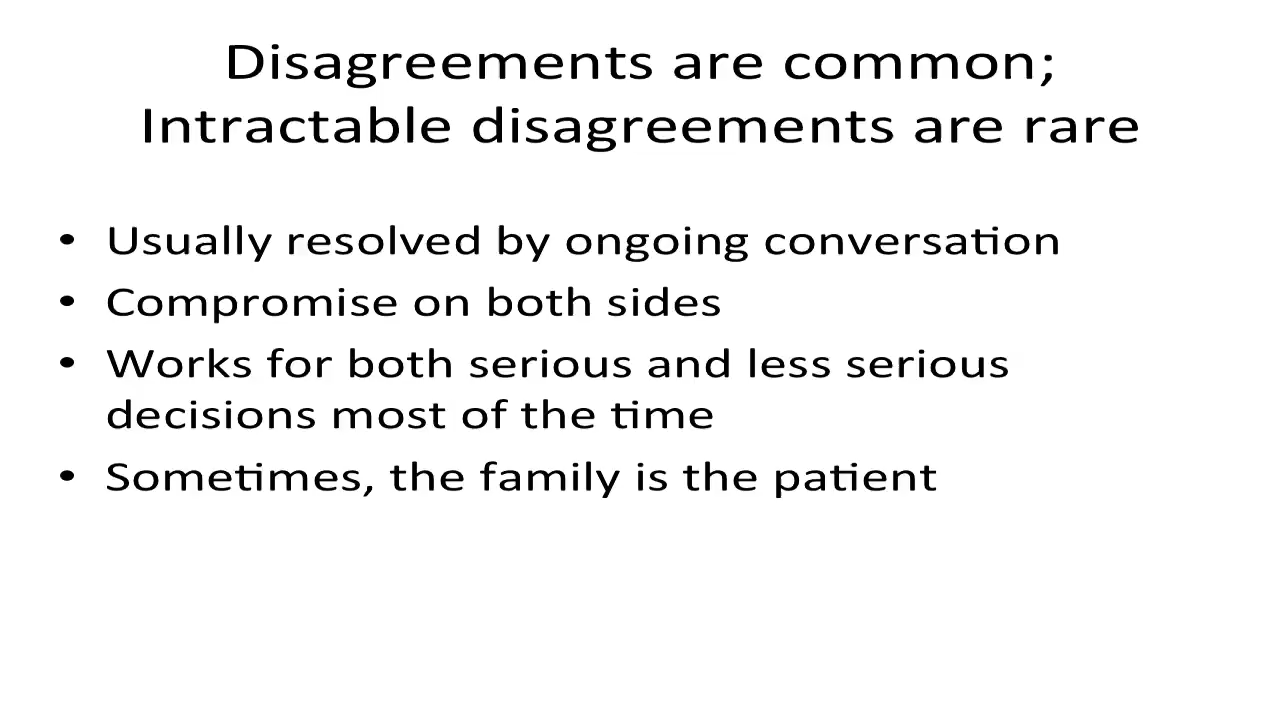 Disagreements are common;
Intractable disagreements are rare
• Usually resolved by ongoing conversation
• Compromise on both sides
• Works for both serious and less serious
decisions most of the time
• Sometimes, the family is the patient